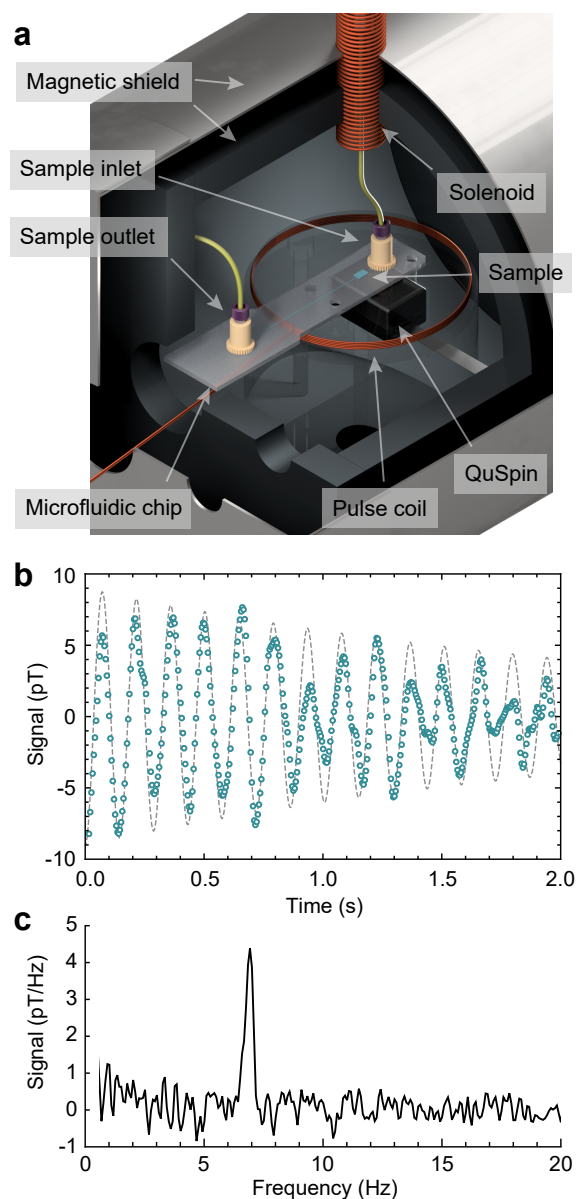 a
Magnetic shield
Sample inlet
Solenoid
Sample outlet
Sample
QuSpin
Microfluidic chip
Pulse coil
b
10
5
0
-5
-10
Signal (pT)
0.0 0.5 1.0 1.5 2.0
Time (s)
c
5
4
3
2
1
0
-1
Signal (pT/Hz)
0 5 10 15 20
Frequency (Hz)